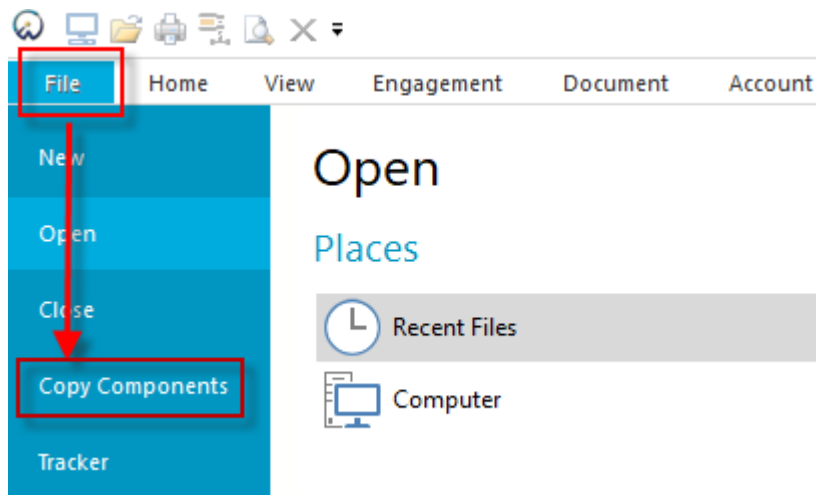 File Home View Engagement Document Account
New
Open
Close
Copy Components
Tracker
Open
Places
Recent Files
Computer